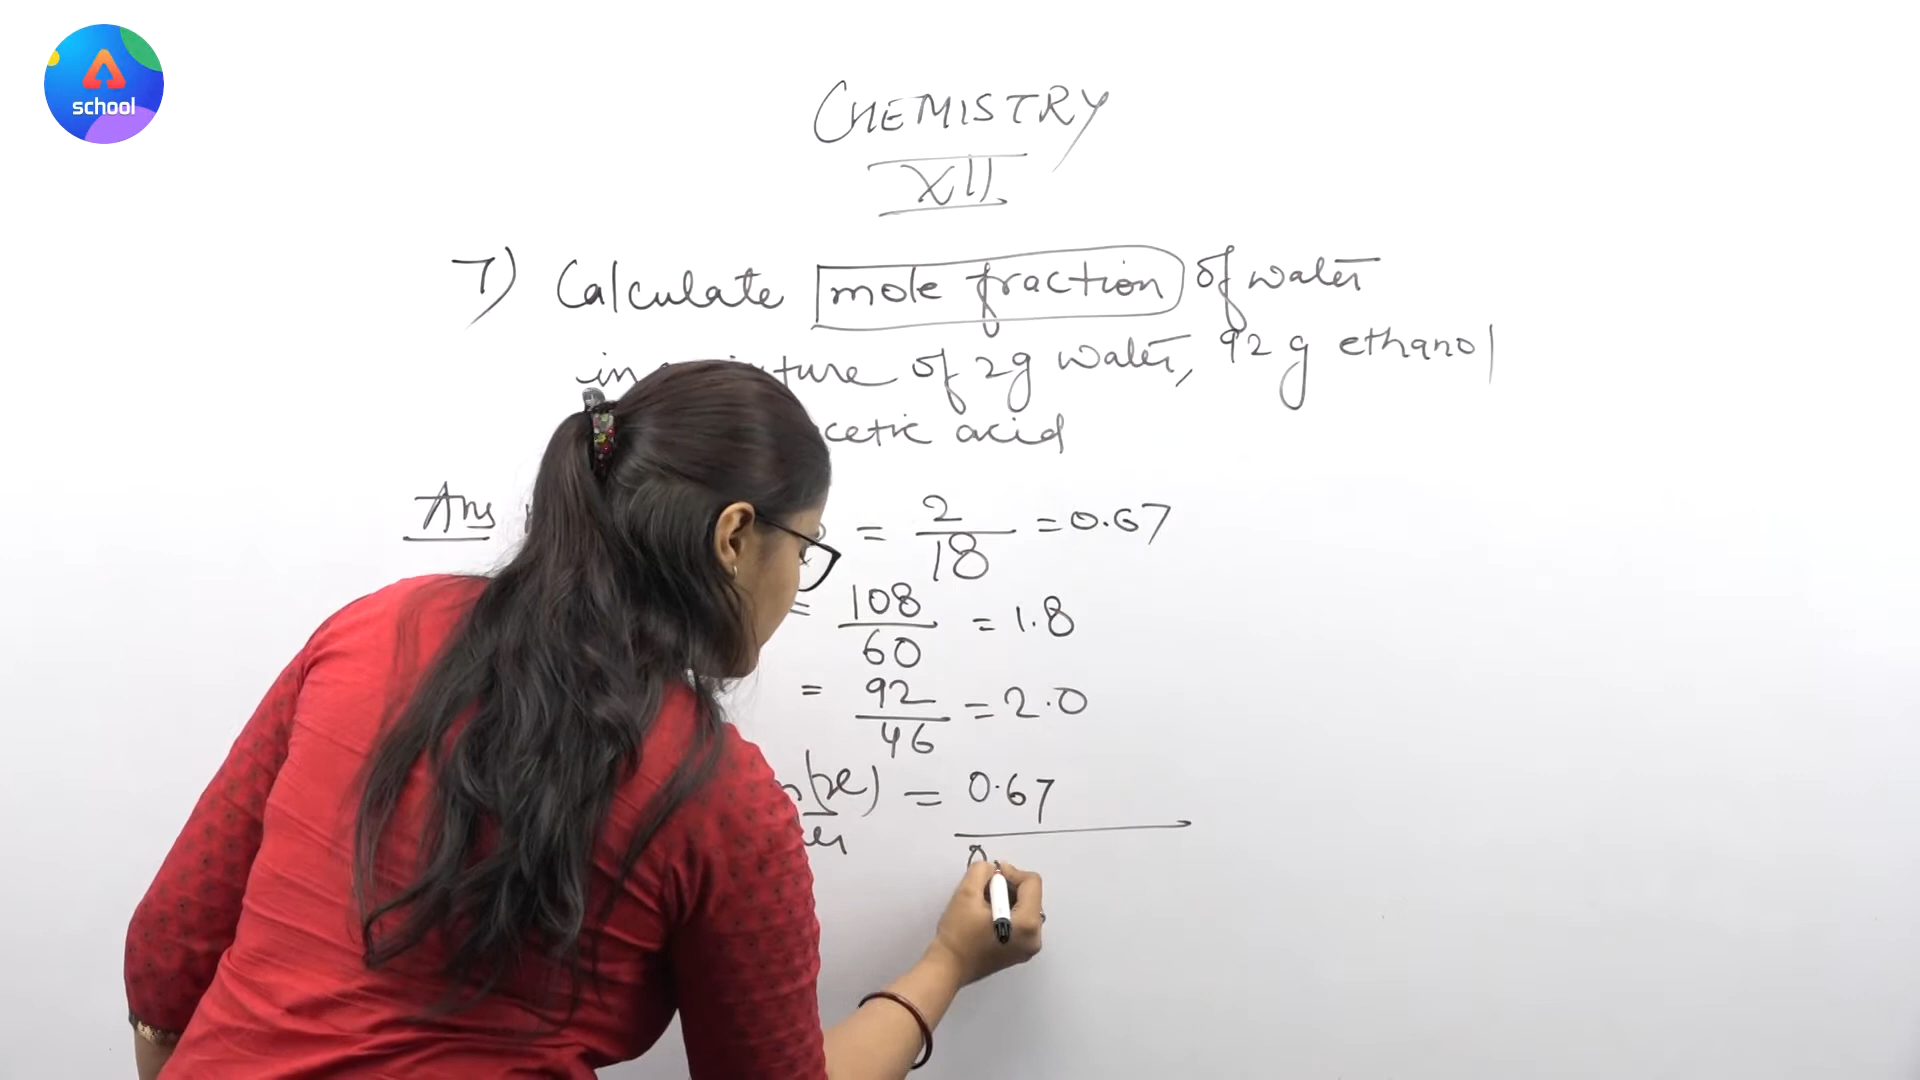 school
CHEMISTRY
XII
7) Calculate mole fraction of water
in ture of 2g water, 92 g ethanol
cetic acid
Ans = 2/18 = 0.67
= 108/60 = 1.8
= 92/46 = 2.0
(x) = 0.67
0.